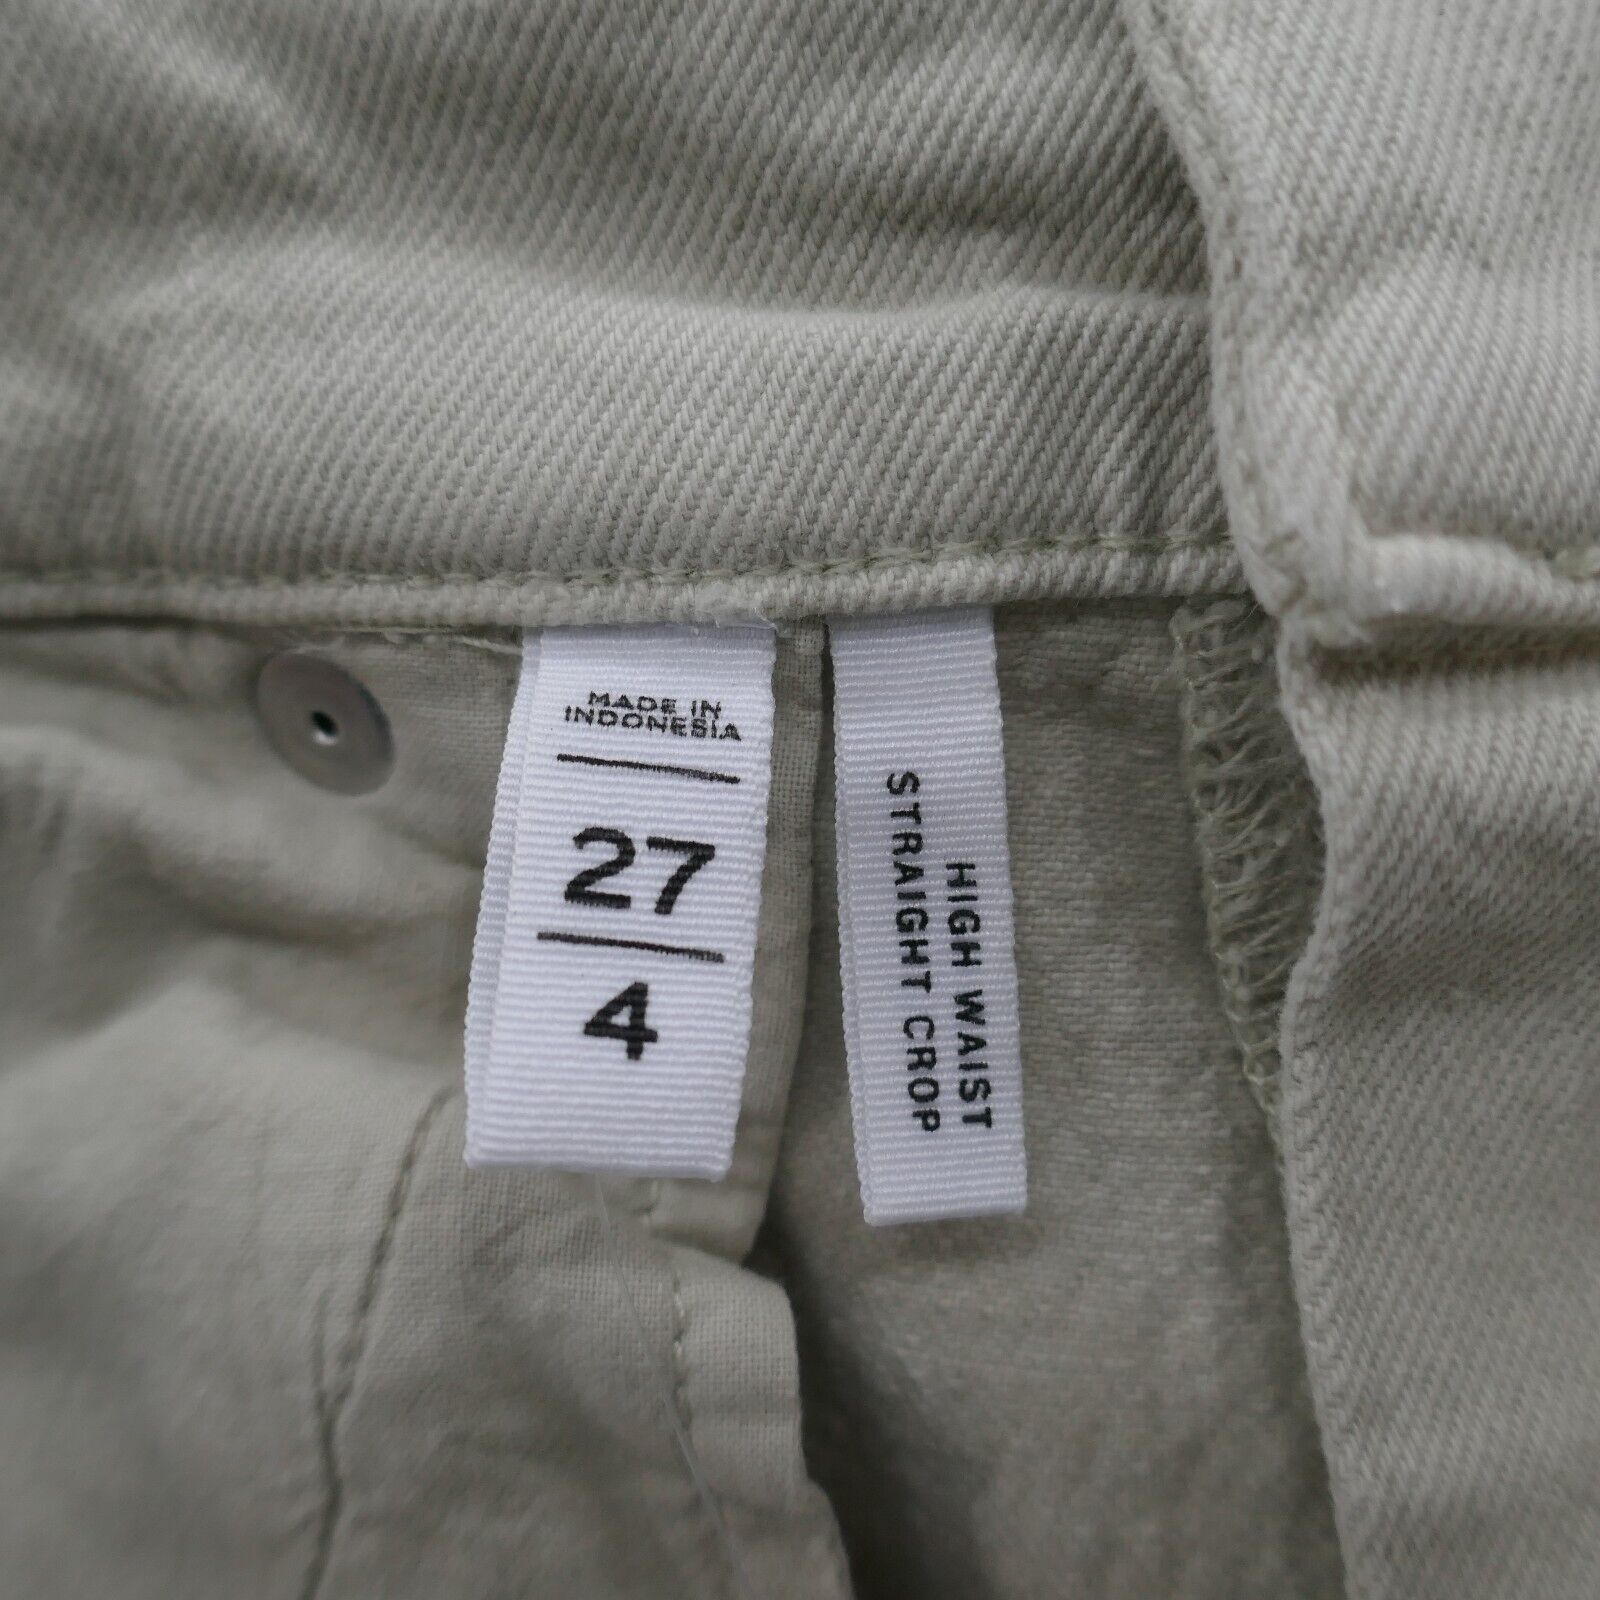 MADE IN
INDONESIA
27
4
HIGH WAIST
STRAIGHT CROP